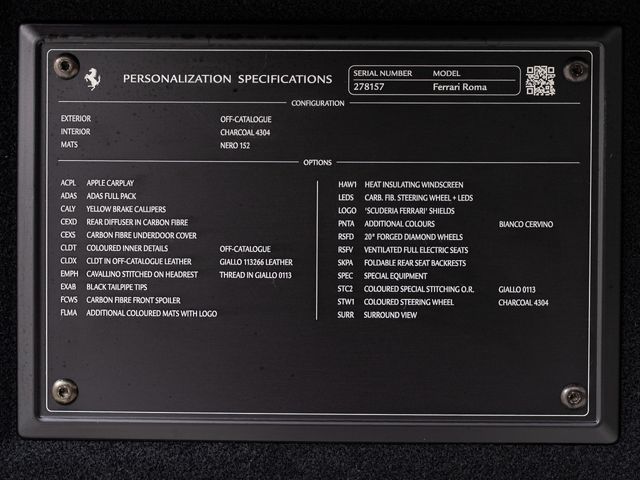 PERSONALIZATION SPECIFICATIONS
SERIAL NUMBER MODEL
278157 Ferrari Roma
CONFIGURATION
EXTERIOR OFF-CATALOGUE
INTERIOR CHARCOAL 4304
MATS NERO 152
OPTIONS
ACPL APPLE CARPLAY
ADAS ADAS FULL PACK
CALY YELLOW BRAKE CALLIPERS
CEXD REAR DIFFUSER IN CARBON FIBRE
CEXS CARBON FIBRE UNDERDOOR COVER
CLDT COLOURED INNER DETAILS OFF-CATALOGUE
CLDX CLDT IN OFF-CATALOGUE LEATHER GIALLO 113266 LEATHER
EMPH CAVALLINO STITCHED ON HEADREST THREAD IN GIALLO 0113
EXAB BLACK TAILPIPE TIPS
FCWS CARBON FIBRE FRONT SPOILER
FLMA ADDITIONAL COLOURED MATS WITH LOGO
HAW1 HEAT INSULATING WINDSCREEN
LEDS CARB. FIB. STEERING WHEEL + LEDS
LOGO 'SCUDERIA FERRARI' SHIELDS
PNTA ADDITIONAL COLOURS BIANCO CERVINO
RSFD 20" FORGED DIAMOND WHEELS
RSFV VENTILATED FULL ELECTRIC SEATS
SKPA FOLDABLE REAR SEAT BACKRESTS
SPEC SPECIAL EQUIPMENT
STC2 COLOURED SPECIAL STITCHING O.R. GIALLO 0113
STW1 COLOURED STEERING WHEEL CHARCOAL 4304
SURR SURROUND VIEW